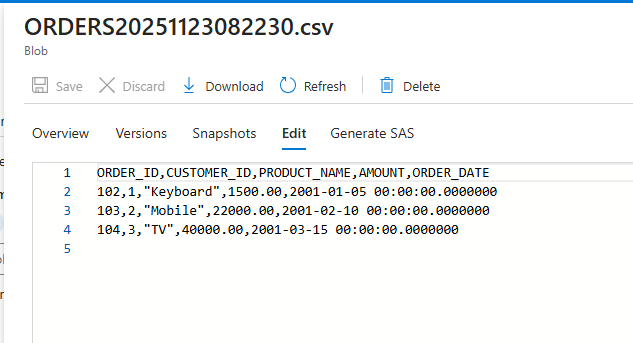 ORDERS20251123082230.csv
Blob
Save Discard Download Refresh Delete
Overview Versions Snapshots Edit Generate SAS
1 ORDER_ID,CUSTOMER_ID,PRODUCT_NAME,AMOUNT,ORDER_DATE
2 102,1,"Keyboard",1500.00,2001-01-05 00:00:00.0000000
3 103,2,"Mobile",22000.00,2001-02-10 00:00:00.0000000
4 104,3,"TV",40000.00,2001-03-15 00:00:00.0000000
5